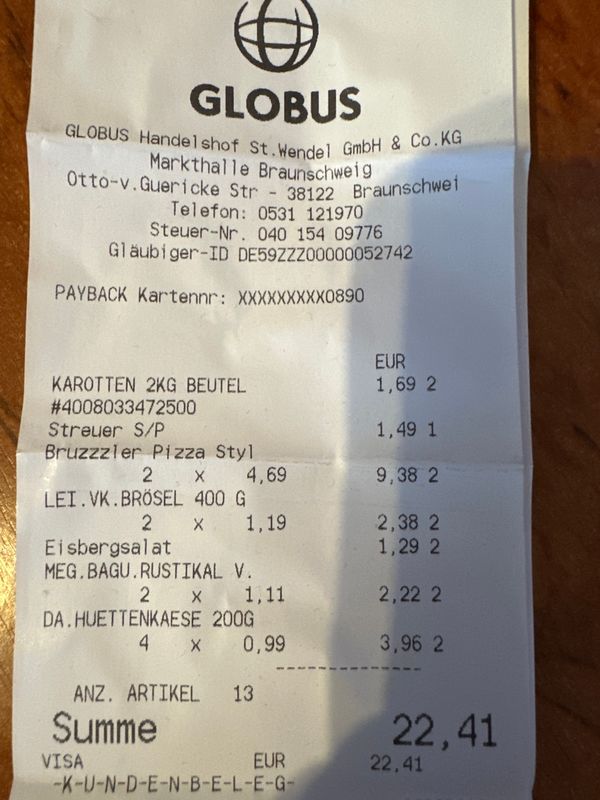 GLOBUS
GLOBUS Handelshof St.Wendel GmbH & Co.KG
Markthalle Braunschweig
Otto-v.Guericke Str - 38122 Braunschwei
Telefon: 0531 121970
Steuer-Nr. 040 154 09776
Gläubiger-ID DE59ZZZ00000052742
PAYBACK Kartennr: XXXXXXXXX0890
EUR
KAROTTEN 2KG BEUTEL 1,69 2
#4008033472500
Streuer S/P 1,49 1
Bruzzzler Pizza Styl
2 x 4,69 9,38 2
LEI.VK.BRÖSEL 400 G
2 x 1,19 2,38 2
Eisbergsalat 1,29 2
MEG.BAGU.RUSTIKAL V.
2 x 1,11 2,22 2
DA.HUETTENKAESE 200G
4 x 0,99 3,96 2
----------------
ANZ. ARTIKEL 13
Summe 22,41
VISA EUR 22,41
-K-U-N-D-E-N-B-E-L-E-G-